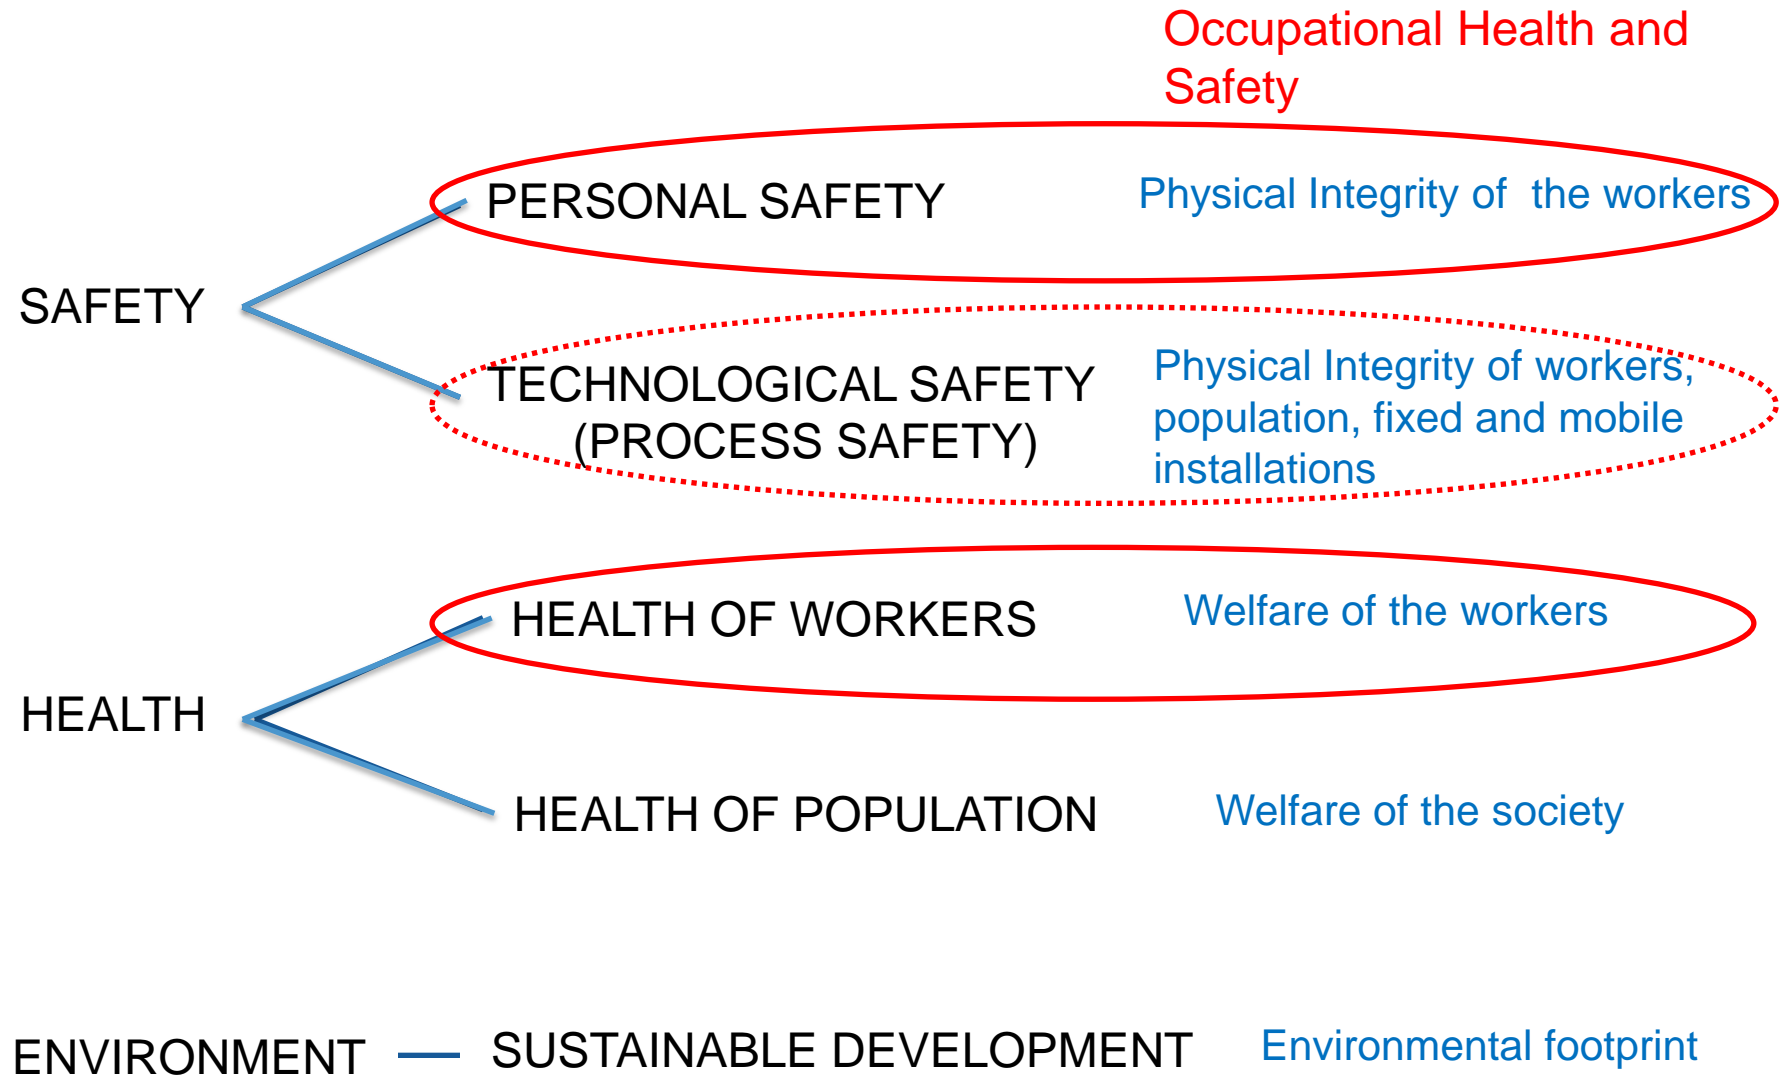 Occupational Health and
Safety
PERSONAL SAFETY
Physical Integrity of the workers
SAFETY
TECHNOLOGICAL SAFETY
(PROCESS SAFETY)
Physical Integrity of workers,
population, fixed and mobile
installations
HEALTH OF WORKERS
Welfare of the workers
HEALTH
HEALTH OF POPULATION
Welfare of the society
ENVIRONMENT
SUSTAINABLE DEVELOPMENT
Environmental footprint